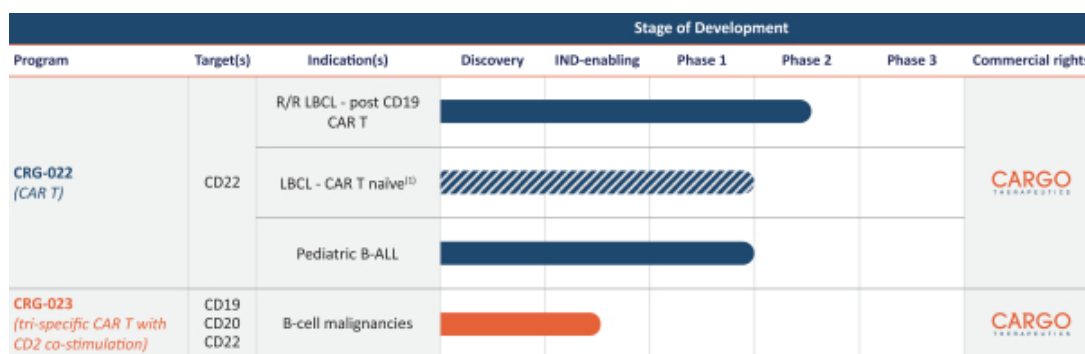 Stage of Development
Program Target(s) Indication(s) Discovery IND-enabling Phase 1 Phase 2 Phase 3 Commercial rights
R/R LBCL - post CD19
CAR T
CRG-022
(CAR T)
CD22
LBCL - CAR T naïve(1)
CARGO
THERAPEUTICS
Pediatric B-ALL
CRG-023
(tri-specific CAR T with
CD2 co-stimulation)
CD19
CD20
CD22
B-cell malignancies
CARGO
THERAPEUTICS